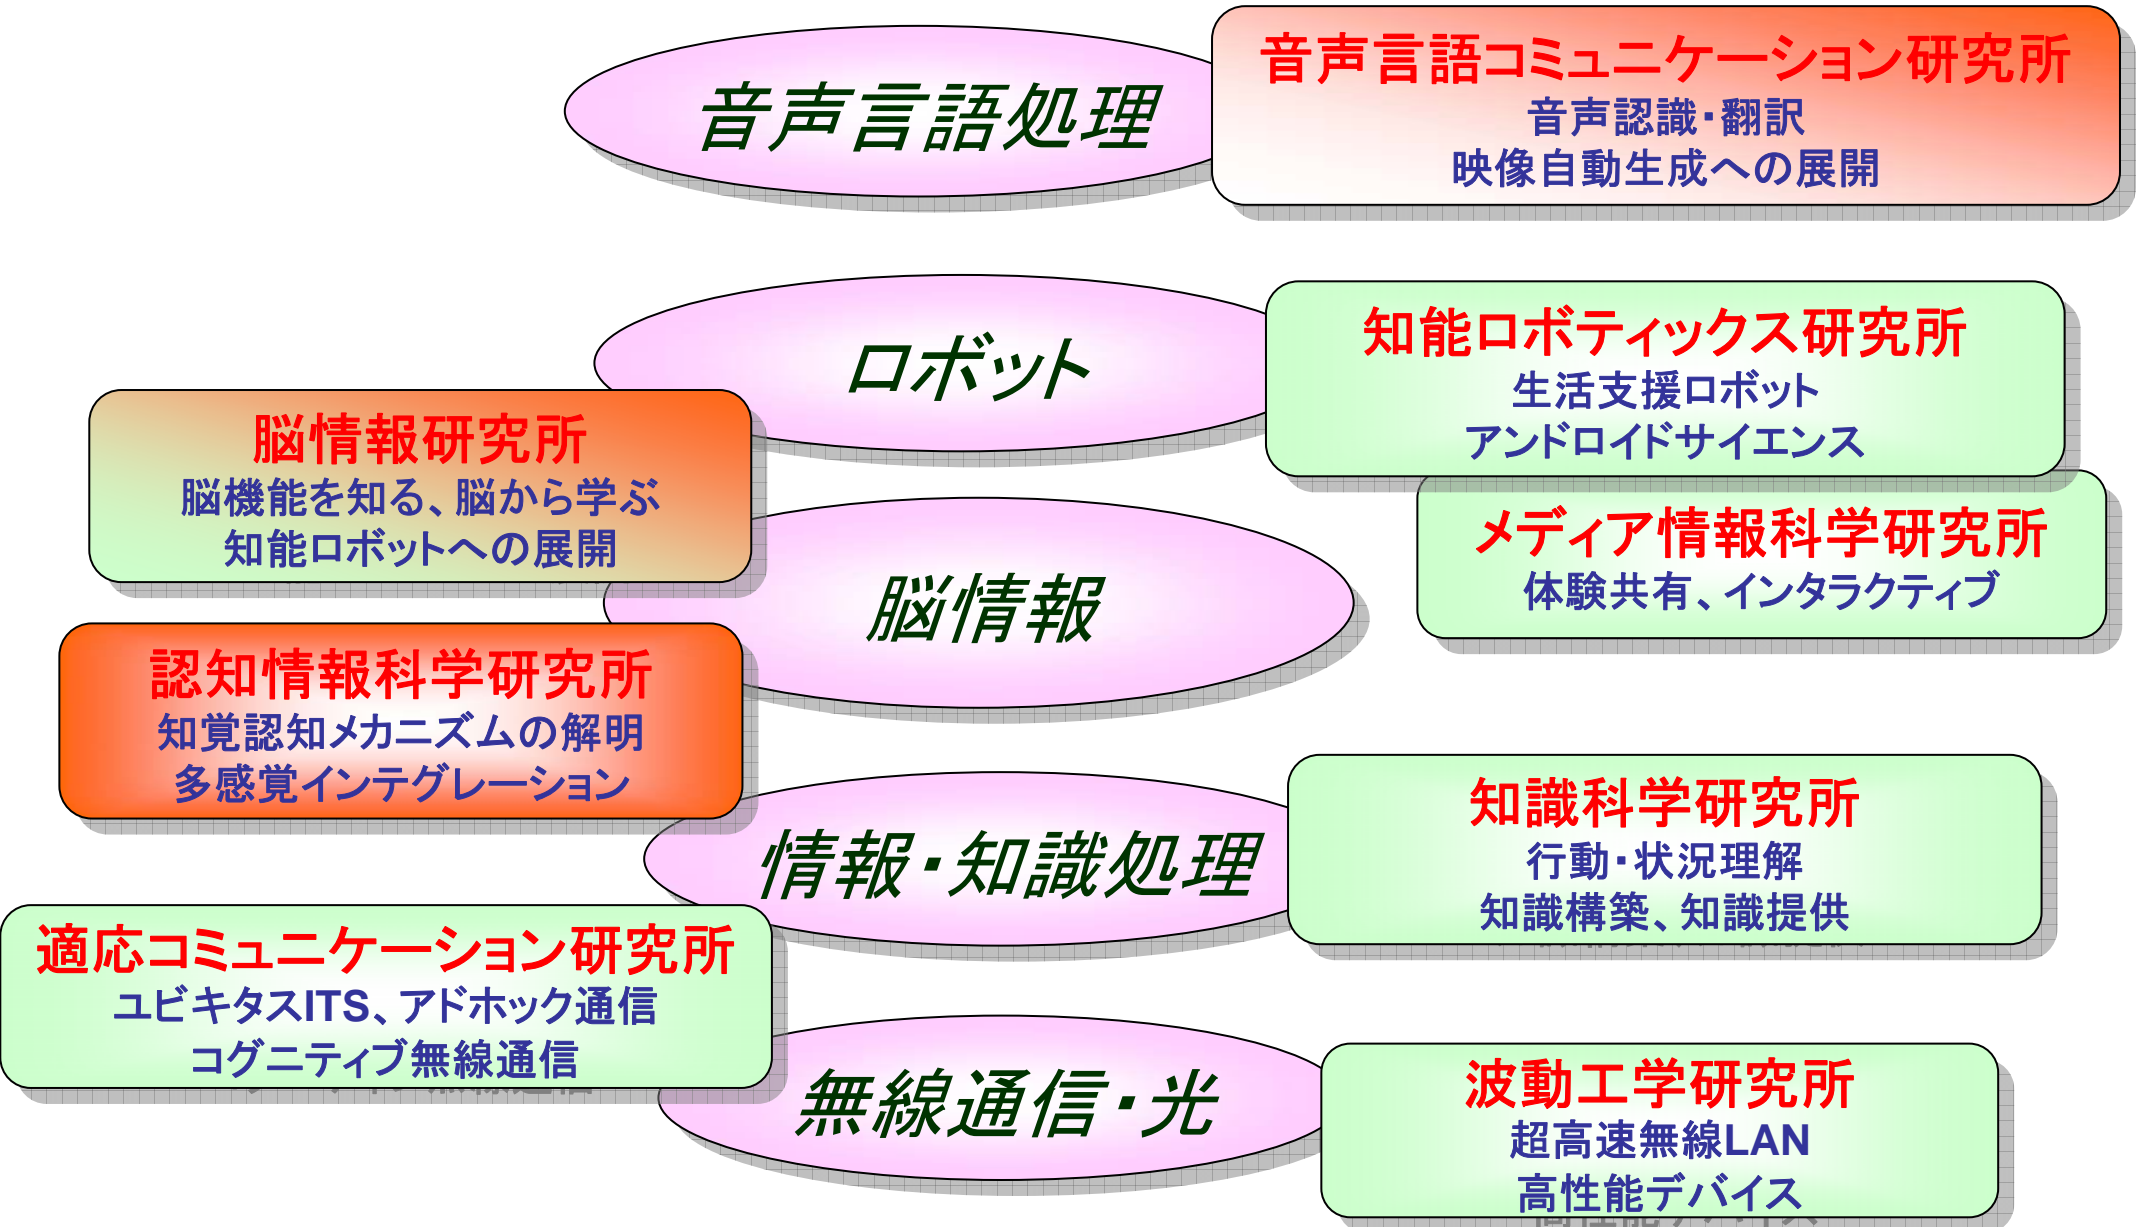 音声言語処理
音声言語コミュニケーション研究所
音声認識・翻訳
映像自動生成への展開
ロボット
知能ロボティックス研究所
生活支援ロボット
アンドロイドサイエンス
脳情報研究所
脳機能を知る、脳から学ぶ
知能ロボットへの展開
メディア情報科学研究所
体験共有、インタラクティブ
脳情報
認知情報科学研究所
知覚認知メカニズムの解明
多感覚インテグレーション
情報・知識処理
知識科学研究所
行動・状況理解
知識構築、知識提供
適応コミュニケーション研究所
ユビキタスITS、アドホック通信
コグニティブ無線通信
無線通信・光
波動工学研究所
超高速無線LAN
高性能デバイス